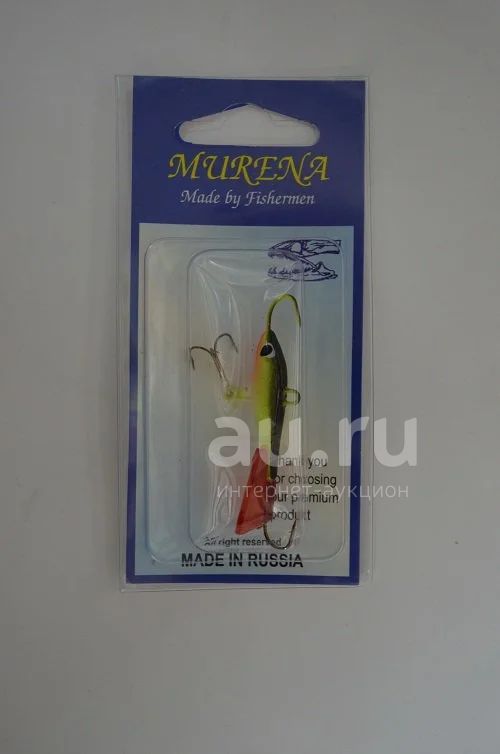 MURENA
Made by Fishermen
au.ru
интернет-аукцион
Thank you
for choosing
our premium
produkt
All right reserved
MADE IN RUSSIA